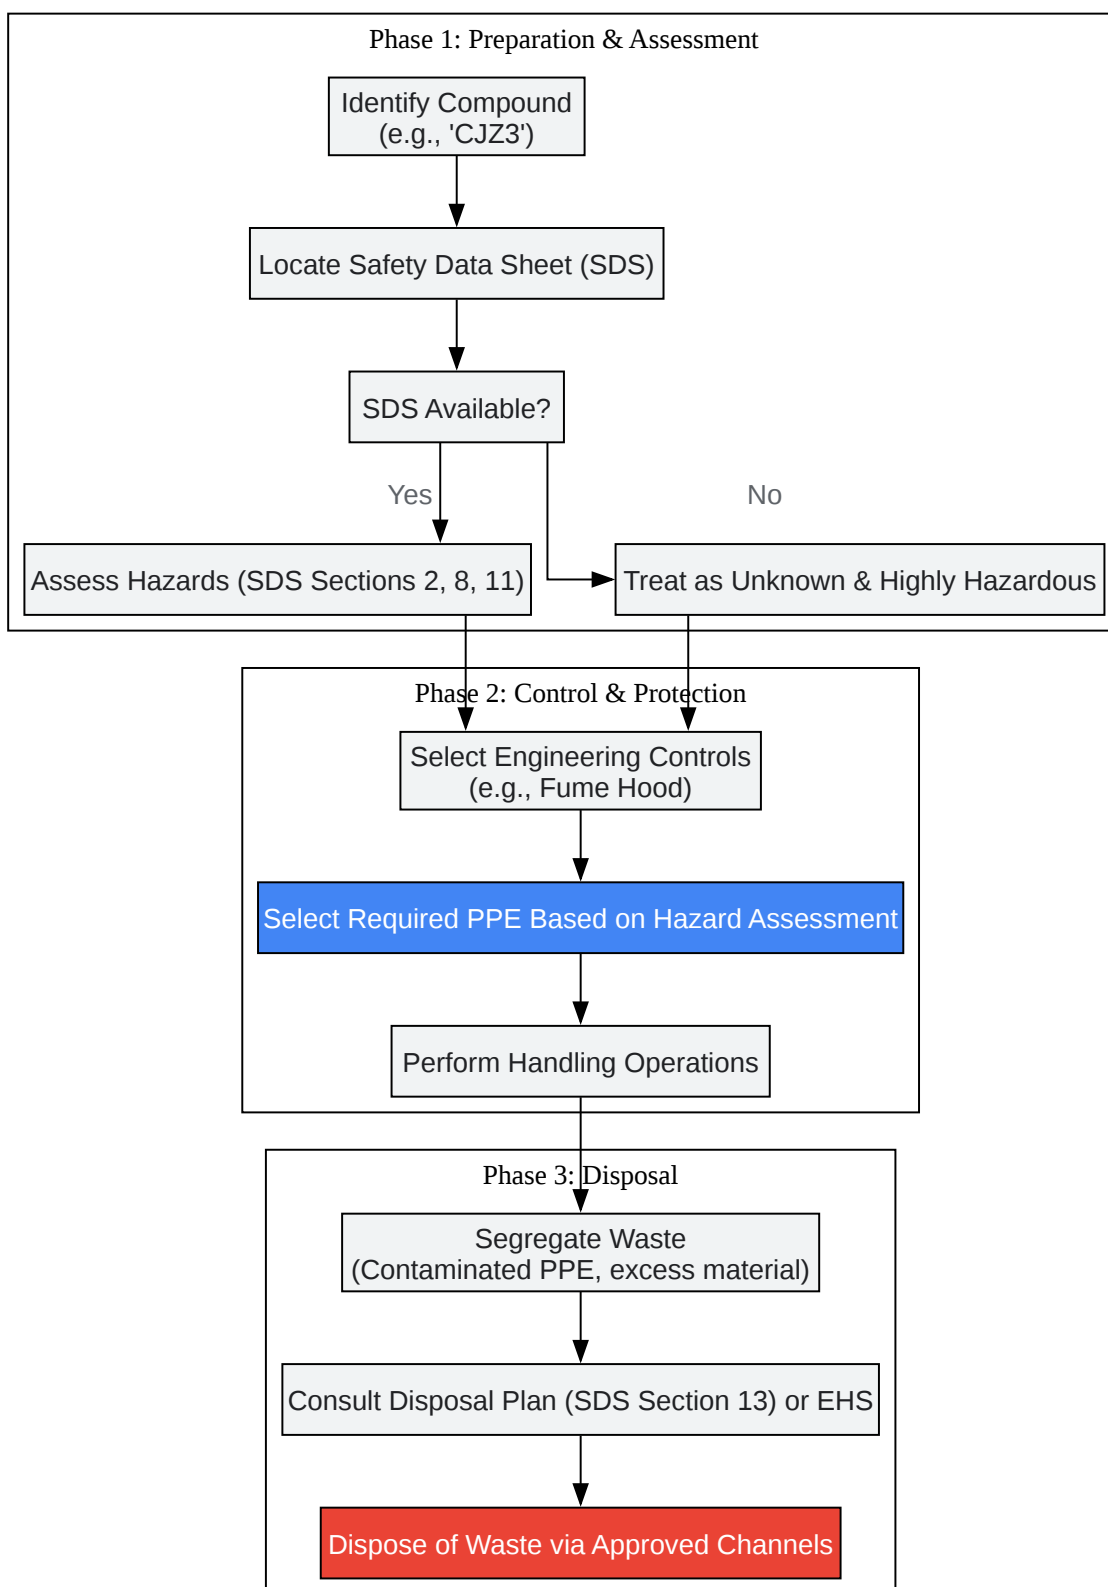 Phase 1: Preparation & Assessment
Identify Compound
(e.g., 'CJZ3')
Locate Safety Data Sheet (SDS)
SDS Available?
Yes
No
Assess Hazards (SDS Sections 2, 8, 11)
Treat as Unknown & Highly Hazardous
Phase 2: Control & Protection
Select Engineering Controls
(e.g., Fume Hood)
Select Required PPE Based on Hazard Assessment
Perform Handling Operations
Phase 3: Disposal
Segregate Waste
(Contaminated PPE, excess material)
Consult Disposal Plan (SDS Section 13) or EHS
Dispose of Waste via Approved Channels